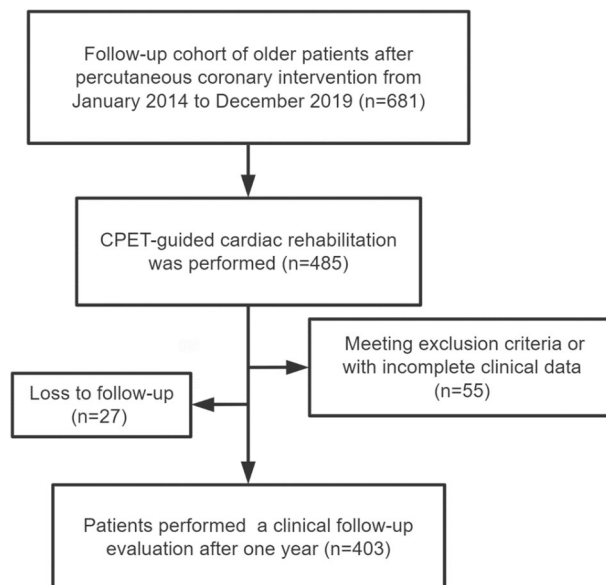 Follow-up cohort of older patients after
percutaneous coronary intervention from
January 2014 to December 2019 (n=681)
CPET-guided cardiac rehabilitation
was performed (n=485)
Meeting exclusion criteria or
with incomplete clinical data
(n=55)
Loss to follow-up
(n=27)
Patients performed a clinical follow-up
evaluation after one year (n=403)